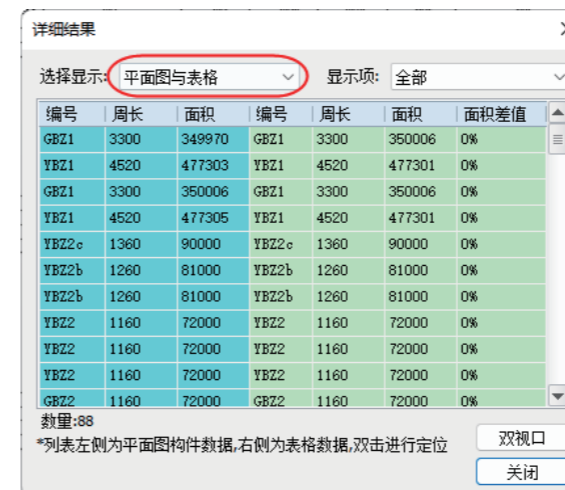 详细结果
选择显示: 平面图与表格 显示项: 全部
编号 周长 面积 编号 周长 面积 面积差值
GBZ1 3300 349970 GBZ1 3300 350006 0%
YBZ1 4520 477303 YBZ1 4520 477301 0%
GBZ1 3300 350006 GBZ1 3300 350006 0%
YBZ1 4520 477305 YBZ1 4520 477301 0%
YBZ2c 1360 90000 YBZ2c 1360 90000 0%
YBZ2b 1260 81000 YBZ2b 1260 81000 0%
YBZ2b 1260 81000 YBZ2b 1260 81000 0%
YBZ2 1160 72000 YBZ2 1160 72000 0%
YBZ2 1160 72000 YBZ2 1160 72000 0%
YBZ2 1160 72000 YBZ2 1160 72000 0%
GBZ2 1160 72000 GBZ2 1160 72000 0%
数量:88
*列表左侧为平面图构件数据,右侧为表格数据,双击进行定位
双视口
关闭